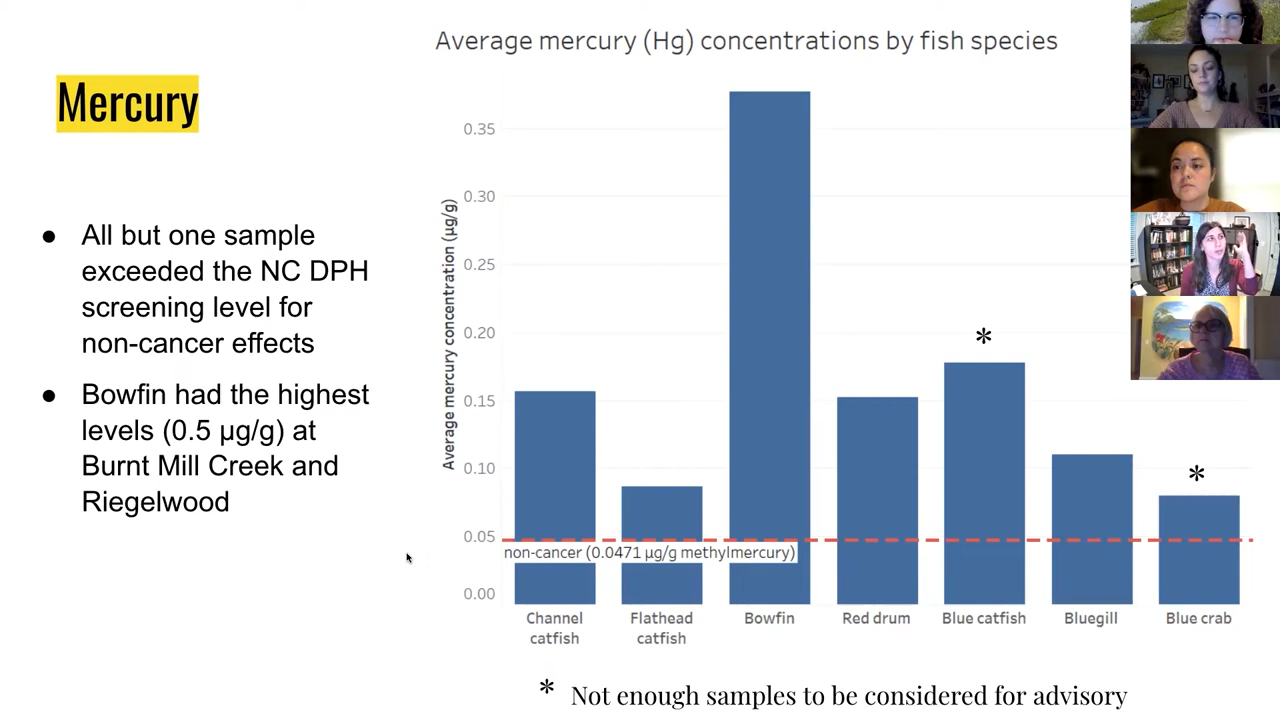 Mercury
● All but one sample
exceeded the NC DPH
screening level for
non-cancer effects
● Bowfin had the highest
levels (0.5 µg/g) at
Burnt Mill Creek and
Riegelwood
Average mercury (Hg) concentrations by fish species
Average mercury concentration (µg/g)
0.35
0.30
0.25
0.20
0.15
0.10
0.05
0.00
*
*
non-cancer (0.0471 µg/g methylmercury)
Channel catfish
Flathead catfish
Bowfin
Red drum
Blue catfish
Bluegill
Blue crab
* Not enough samples to be considered for advisory